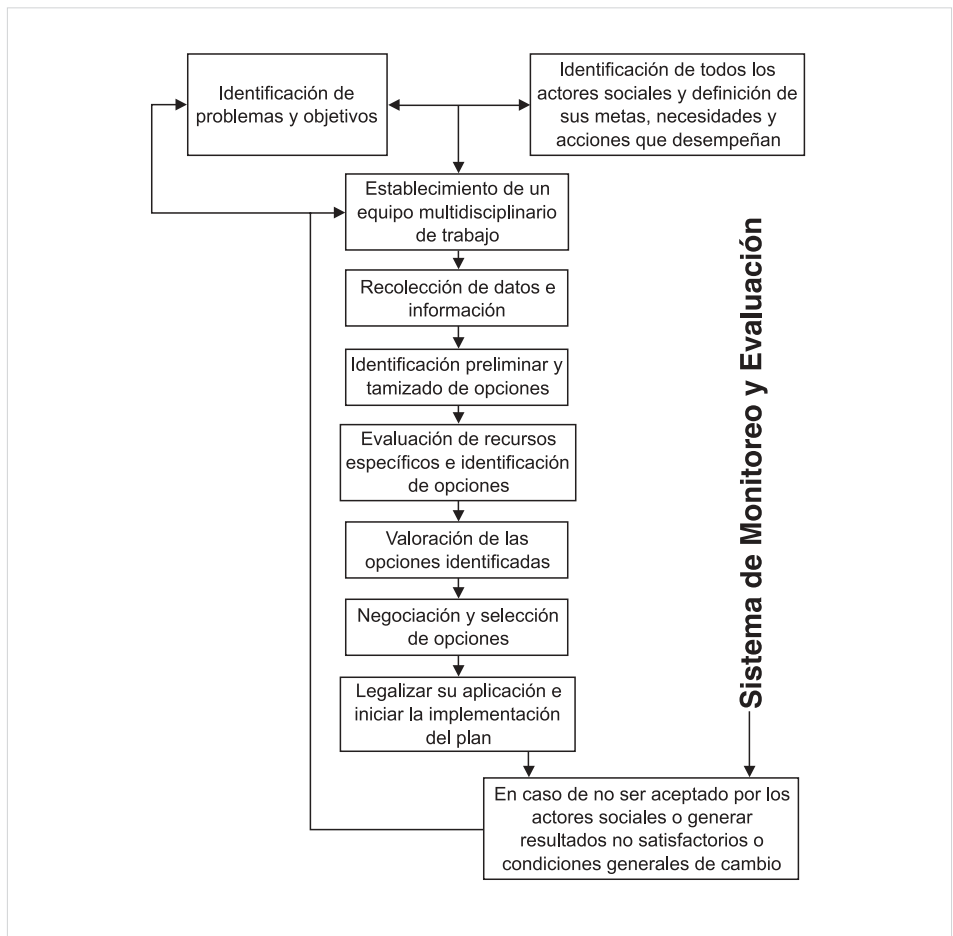 Identificación de
problemas y objetivos
Identificación de todos los
actores sociales y definición de
sus metas, necesidades y
acciones que desempeñan
Establecimiento de un
equipo multidisciplinario
de trabajo
Recolección de datos e
información
Identificación preliminar y
tamizado de opciones
Evaluación de recursos
específicos e identificación
de opciones
Valoración de las
opciones identificadas
Negociación y selección
de opciones
Legalizar su aplicación e
iniciar la implementación
del plan
Sistema de Monitoreo y Evaluación
En caso de no ser aceptado por los
actores sociales o generar
resultados no satisfactorios o
condiciones generales de cambio